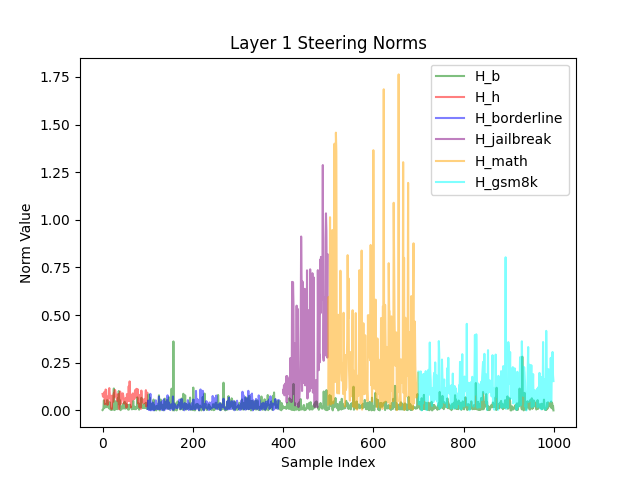 Layer 1 Steering Norms
H_b
H_h
H_borderline
H_jailbreak
H_math
H_gsm8k
Norm Value
1.75
1.50
1.25
1.00
0.75
0.50
0.25
0.00
0
200
400
600
800
1000
Sample Index